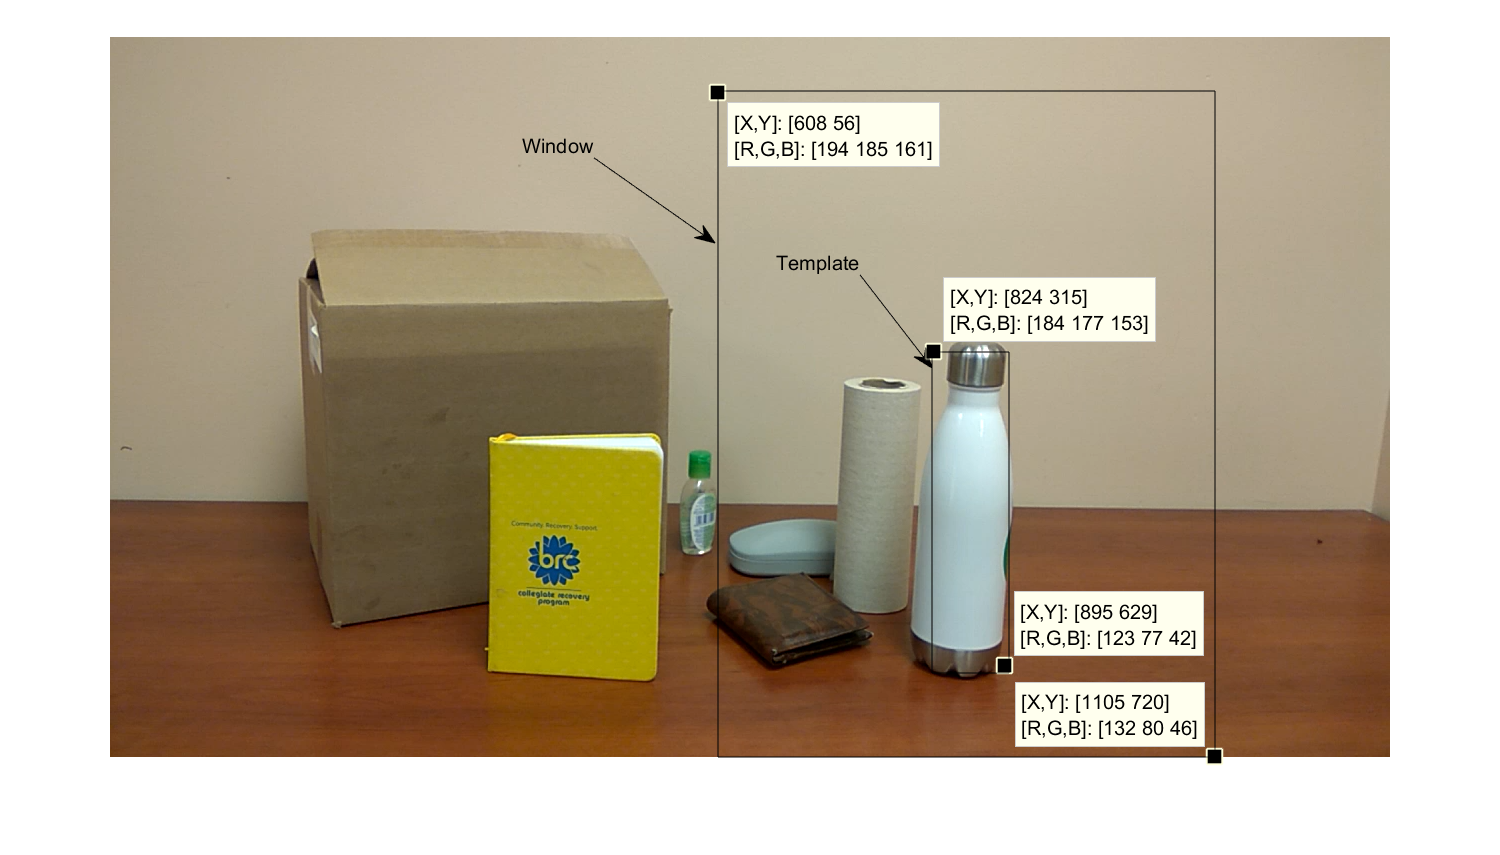 [X,Y]: [608 56]
[R,G,B]: [194 185 161]
Window
Template
[X,Y]: [824 315]
[R,G,B]: [184 177 153]
Community Recovery Support.
brc
collegiate recovery
program
[X,Y]: [895 629]
[R,G,B]: [123 77 42]
[X,Y]: [1105 720]
[R,G,B]: [132 80 46]